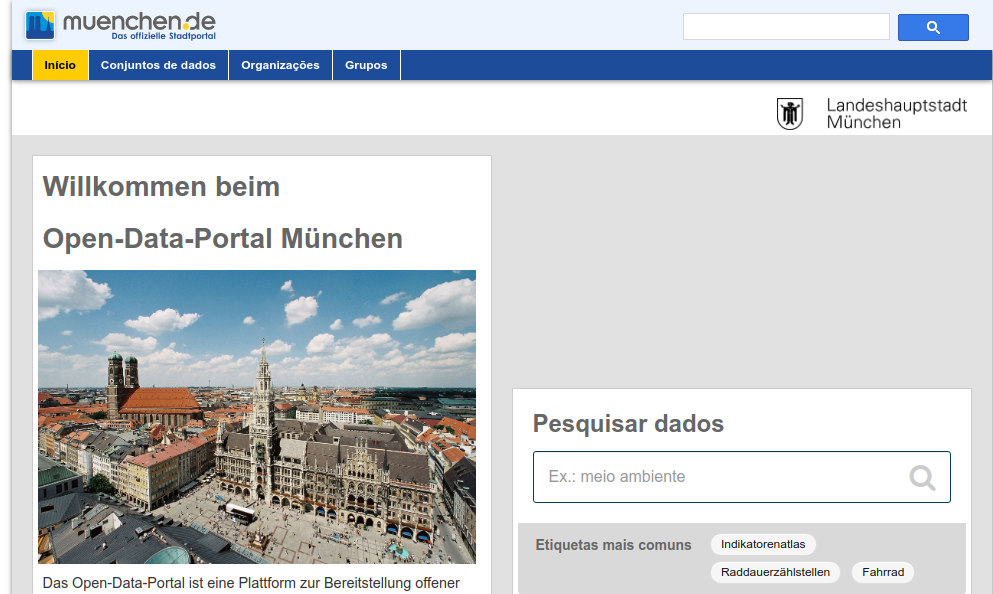 muenchen.de
Das offizielle Stadtportal
Início Conjuntos de dados Organizações Grupos
Landeshauptstadt
München
Willkommen beim
Open-Data-Portal München
Das Open-Data-Portal ist eine Plattform zur Bereitstellung offener
Pesquisar dados
Ex.: meio ambiente
Etiquetas mais comuns Indikatorenatlas
Raddauerzählstellen Fahrrad